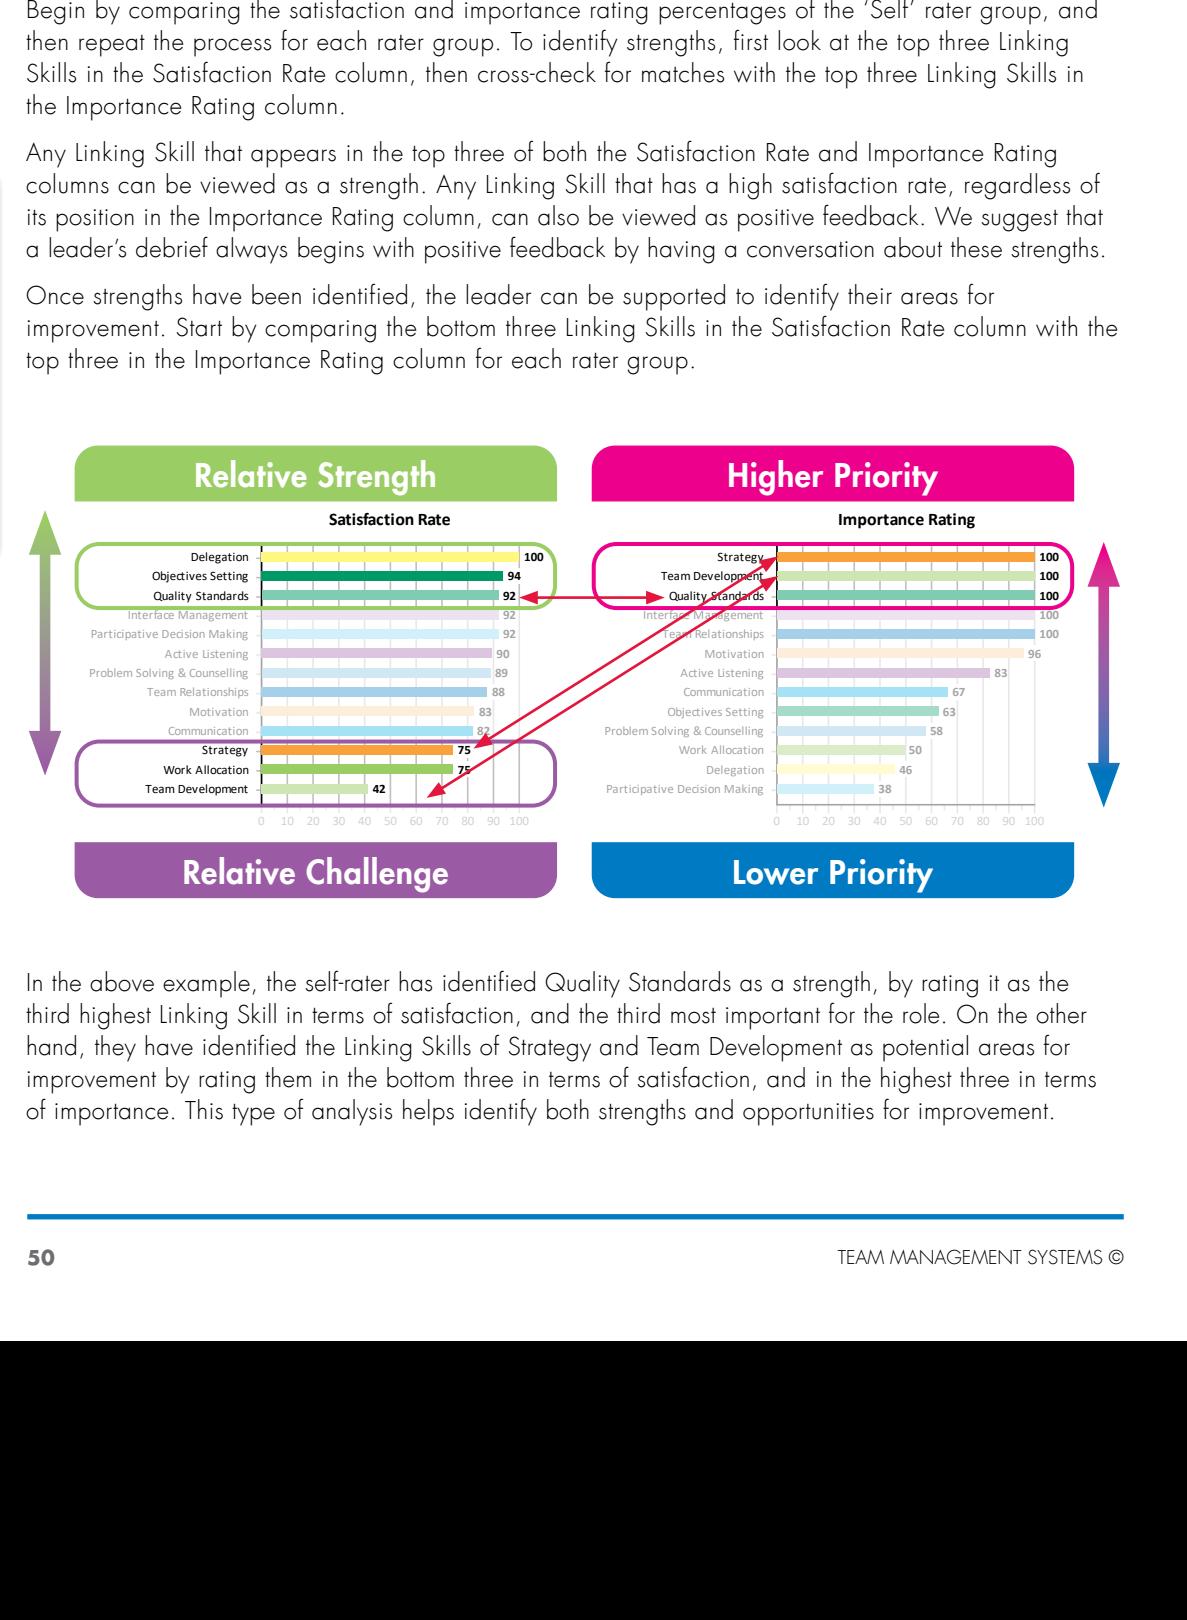 Begin by comparing the satisfaction and importance rating percentages of the ‘Self’ rater group, and
then repeat the process for each rater group. To identify strengths, first look at the top three Linking
Skills in the Satisfaction Rate column, then cross-check for matches with the top three Linking Skills in
the Importance Rating column.
Any Linking Skill that appears in the top three of both the Satisfaction Rate and Importance Rating
columns can be viewed as a strength. Any Linking Skill that has a high satisfaction rate, regardless of
its position in the Importance Rating column, can also be viewed as positive feedback. We suggest that
a leader’s debrief always begins with positive feedback by having a conversation about these strengths.
Once strengths have been identified, the leader can be supported to identify their areas for
improvement. Start by comparing the bottom three Linking Skills in the Satisfaction Rate column with the
top three in the Importance Rating column for each rater group.
Relative Strength
Satisfaction Rate
Delegation 100
Objectives Setting 94
Quality Standards 92
Interface Management 92
Participative Decision Making 92
Active Listening 90
Problem Solving & Counselling 89
Team Relationships 88
Motivation 83
Communication 82
Strategy 75
Work Allocation 75
Team Development 42
0 10 20 30 40 50 60 70 80 90 100
Relative Challenge
Higher Priority
Importance Rating
Strategy 100
Team Development 100
Quality Standards 100
Interface Management 100
Team Relationships 100
Motivation 96
Active Listening 83
Communication 67
Objectives Setting 63
Problem Solving & Counselling 58
Work Allocation 50
Delegation 46
Participative Decision Making 38
0 10 20 30 40 50 60 70 80 90 100
Lower Priority
In the above example, the self-rater has identified Quality Standards as a strength, by rating it as the
third highest Linking Skill in terms of satisfaction, and the third most important for the role. On the other
hand, they have identified the Linking Skills of Strategy and Team Development as potential areas for
improvement by rating them in the bottom three in terms of satisfaction, and in the highest three in terms
of importance. This type of analysis helps identify both strengths and opportunities for improvement.
50
TEAM MANAGEMENT SYSTEMS ©